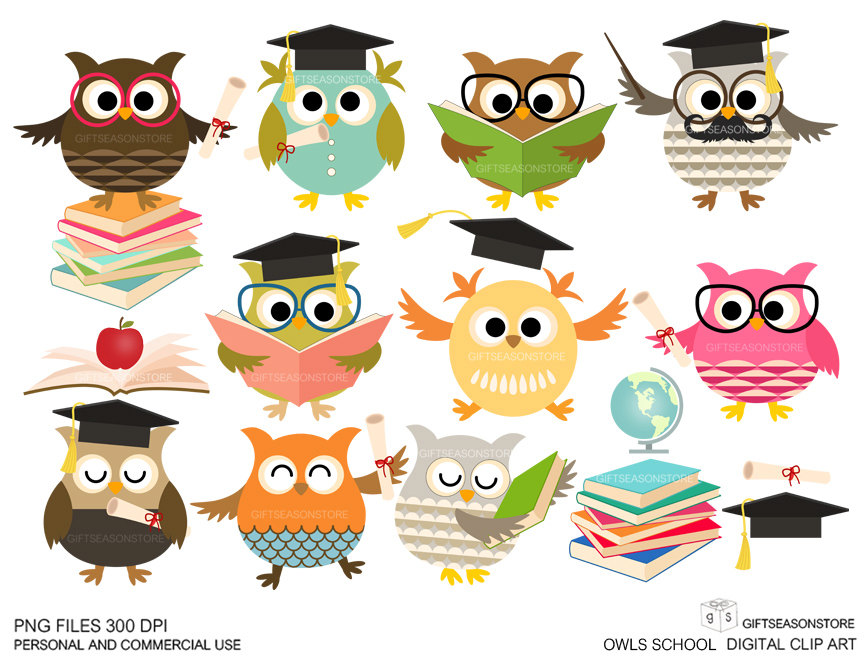 GIFTSEASONSTORE
GIFTSEASONSTORE
GIFTSEASONSTORE
GIFTSEASONSTORE
GIFTSEASONSTORE
GIFTSEASONSTORE
GIFTSEASONSTORE
GIFTSEASONSTORE
GIFTSEASONSTORE
GIFTSEASONSTORE
GIFTSEASONSTORE
GIFTSEASONSTORE
GIFTSEASONSTORE
PNG FILES 300 DPI
PERSONAL AND COMMERCIAL USE
g s
GIFTSEASONSTORE
OWLS SCHOOL DIGITAL CLIP ART